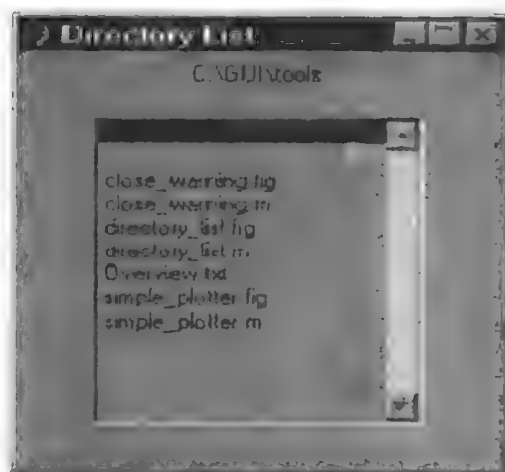 Directory List
C:\GUI\tools
close_warning.fig
close_warning.m
directory_list.fig
directory_list.m
Overview.txt
simple_plotter.fig
simple_plotter.m